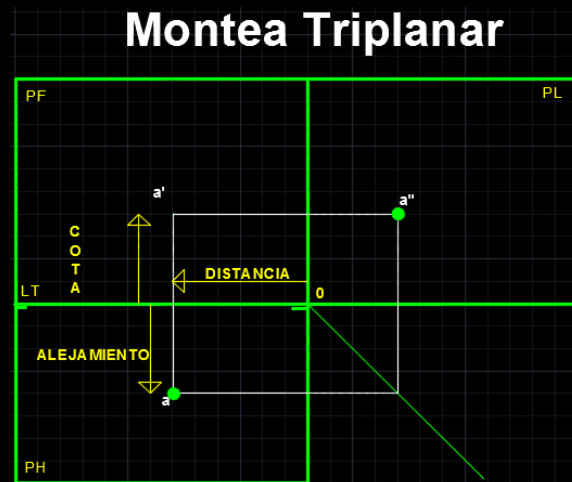 Montea Triplanar
PF
PL
a'
a"
C
O
T
A
DISTANCIA
LT
0
ALEJAMIENTO
a
PH